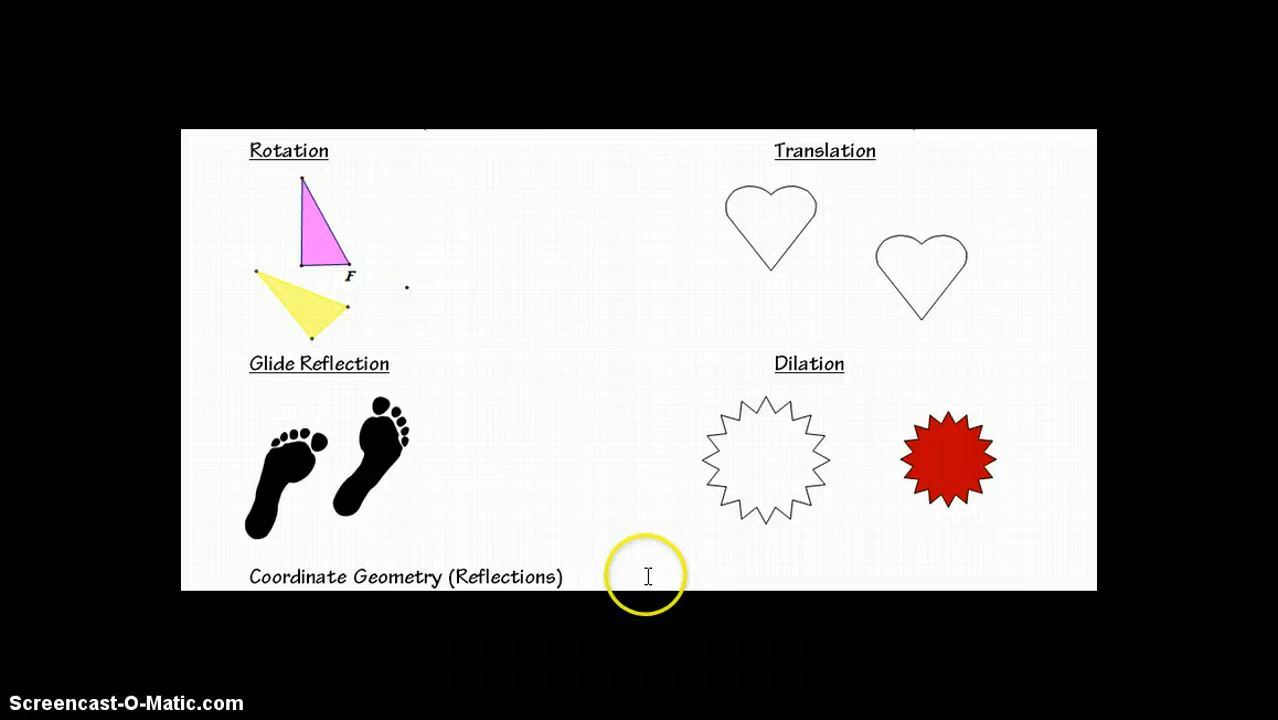 Rotation
Translation
F
Glide Reflection
Dilation
Coordinate Geometry (Reflections)
Screencast-O-Matic.com